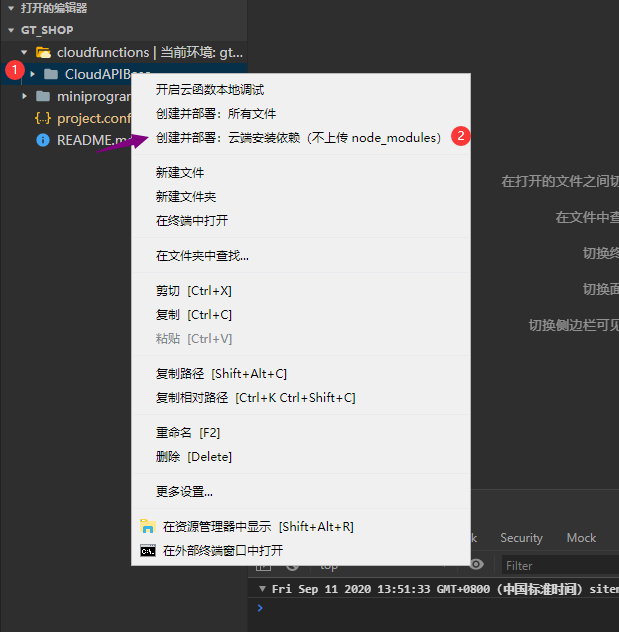 打开的编辑器
GT_SHOP
cloudfunctions | 当前环境: gt...
1
CloudAPIBase
miniprogram
{..} project.conf
README.m
开启云函数本地调试
创建并部署：所有文件
创建并部署：云端安装依赖（不上传 node_modules）
2
新建文件
新建文件夹
在终端中打开
在文件夹中查找...
剪切 [Ctrl+X]
复制 [Ctrl+C]
粘贴 [Ctrl+V]
复制路径 [Shift+Alt+C]
复制相对路径 [Ctrl+K Ctrl+Shift+C]
重命名 [F2]
删除 [Delete]
更多设置...
在资源管理器中显示 [Shift+Alt+R]
在外部终端窗口中打开
在打开的文件之间切
在文件中查
切换终
切换面
切换侧边栏可见
k Security Mock
top Filter
Fri Sep 11 2020 13:51:33 GMT+0800 (中国标准时间) sitem